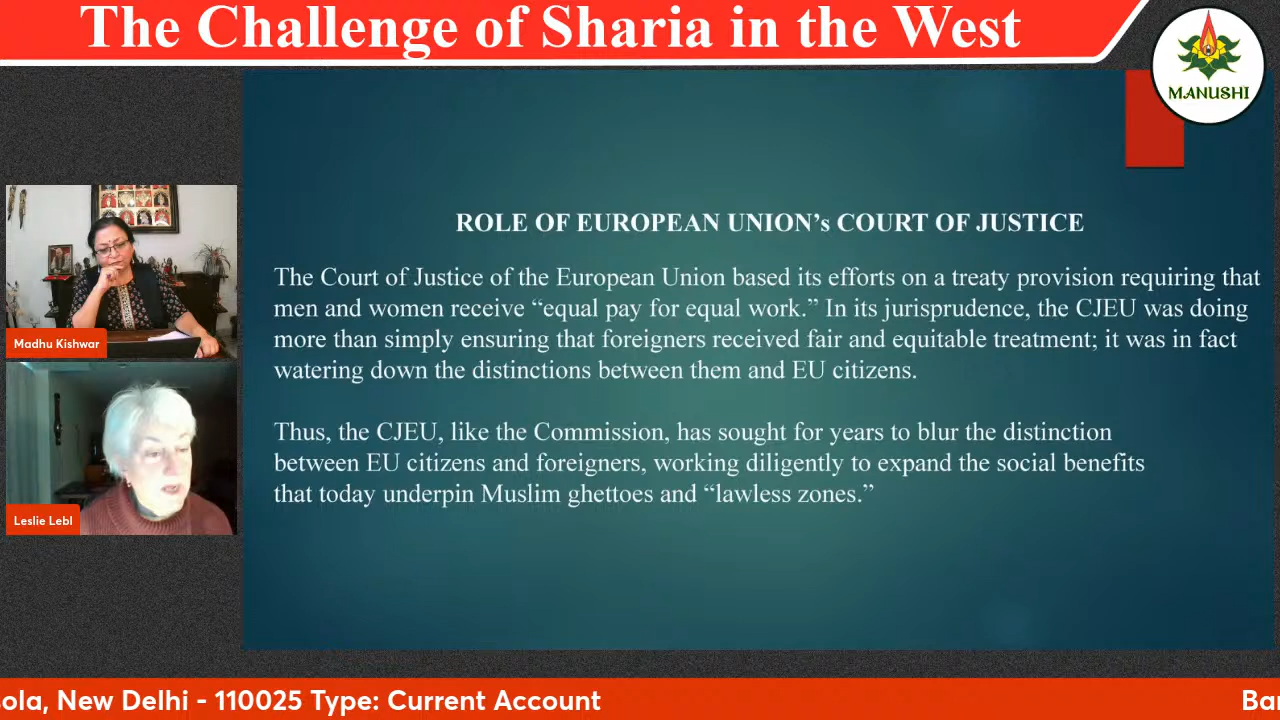 The Challenge of Sharia in the West
MANUSHI
ROLE OF EUROPEAN UNION’s COURT OF JUSTICE
The Court of Justice of the European Union based its efforts on a treaty provision requiring that
men and women receive “equal pay for equal work.” In its jurisprudence, the CJEU was doing
more than simply ensuring that foreigners received fair and equitable treatment; it was in fact
watering down the distinctions between them and EU citizens.
Thus, the CJEU, like the Commission, has sought for years to blur the distinction
between EU citizens and foreigners, working diligently to expand the social benefits
that today underpin Muslim ghettoes and “lawless zones.”
Madhu Kishwar
Leslie Lebl
New Delhi - 110025 Type: Current Account